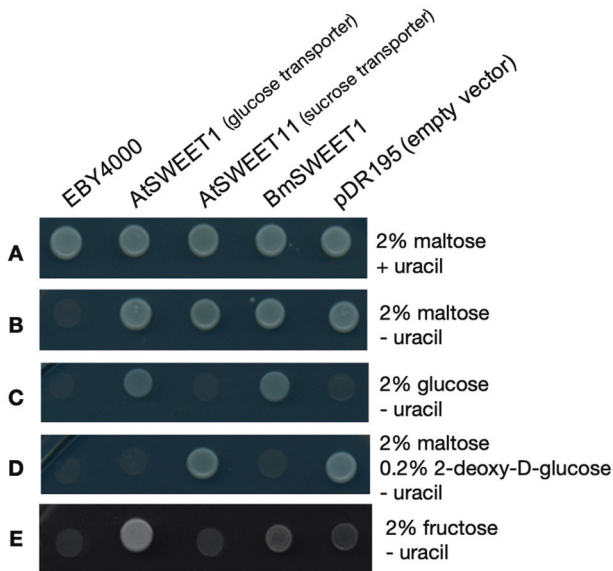 EBY4000
AtSWEET1 (glucose transporter)
AtSWEET11 (sucrose transporter)
BmSWEET1
pDR195 (empty vector)
A
2% maltose
+ uracil
B
2% maltose
- uracil
C
2% glucose
- uracil
D
2% maltose
0.2% 2-deoxy-D-glucose
- uracil
E
2% fructose
- uracil